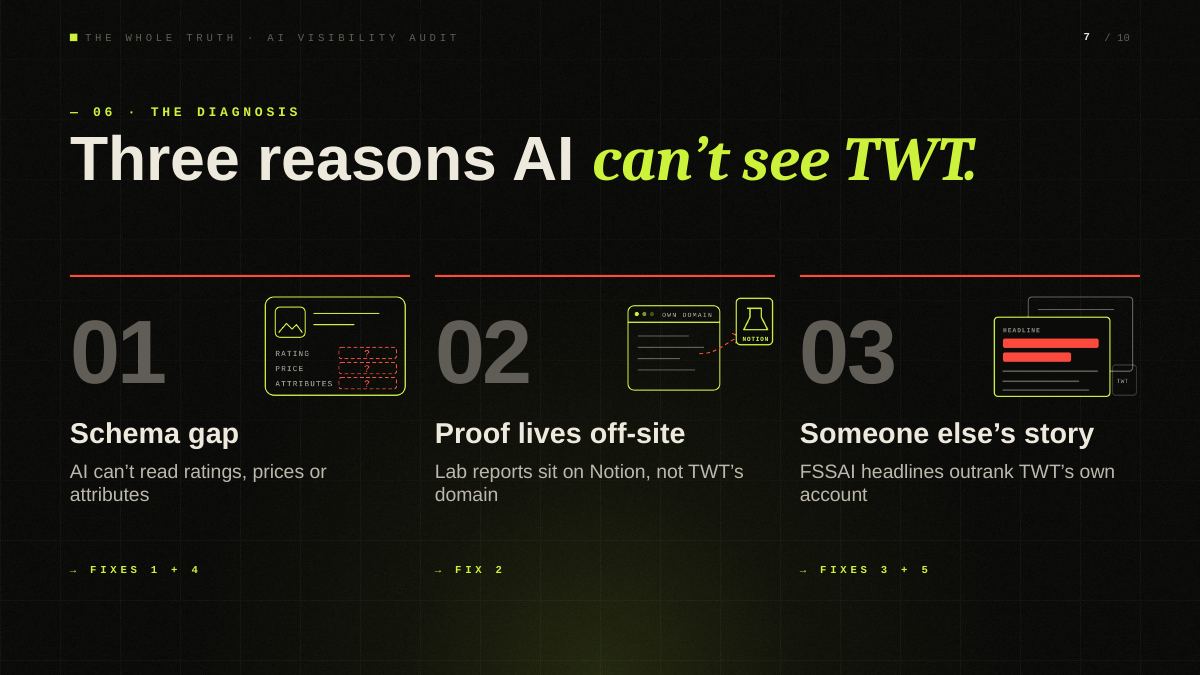 THE WHOLE TRUTH · AI VISIBILITY AUDIT
7 / 10
— 06 · THE DIAGNOSIS
Three reasons AI can’t see TWT.
01
RATING ?
PRICE ?
ATTRIBUTES ?
Schema gap
AI can’t read ratings, prices or
attributes
→ FIXES 1 + 4
02
OWN DOMAIN
NOTION
Proof lives off-site
Lab reports sit on Notion, not TWT’s
domain
→ FIX 2
03
HEADLINE
TWT
Someone else’s story
FSSAI headlines outrank TWT’s own
account
→ FIXES 3 + 5